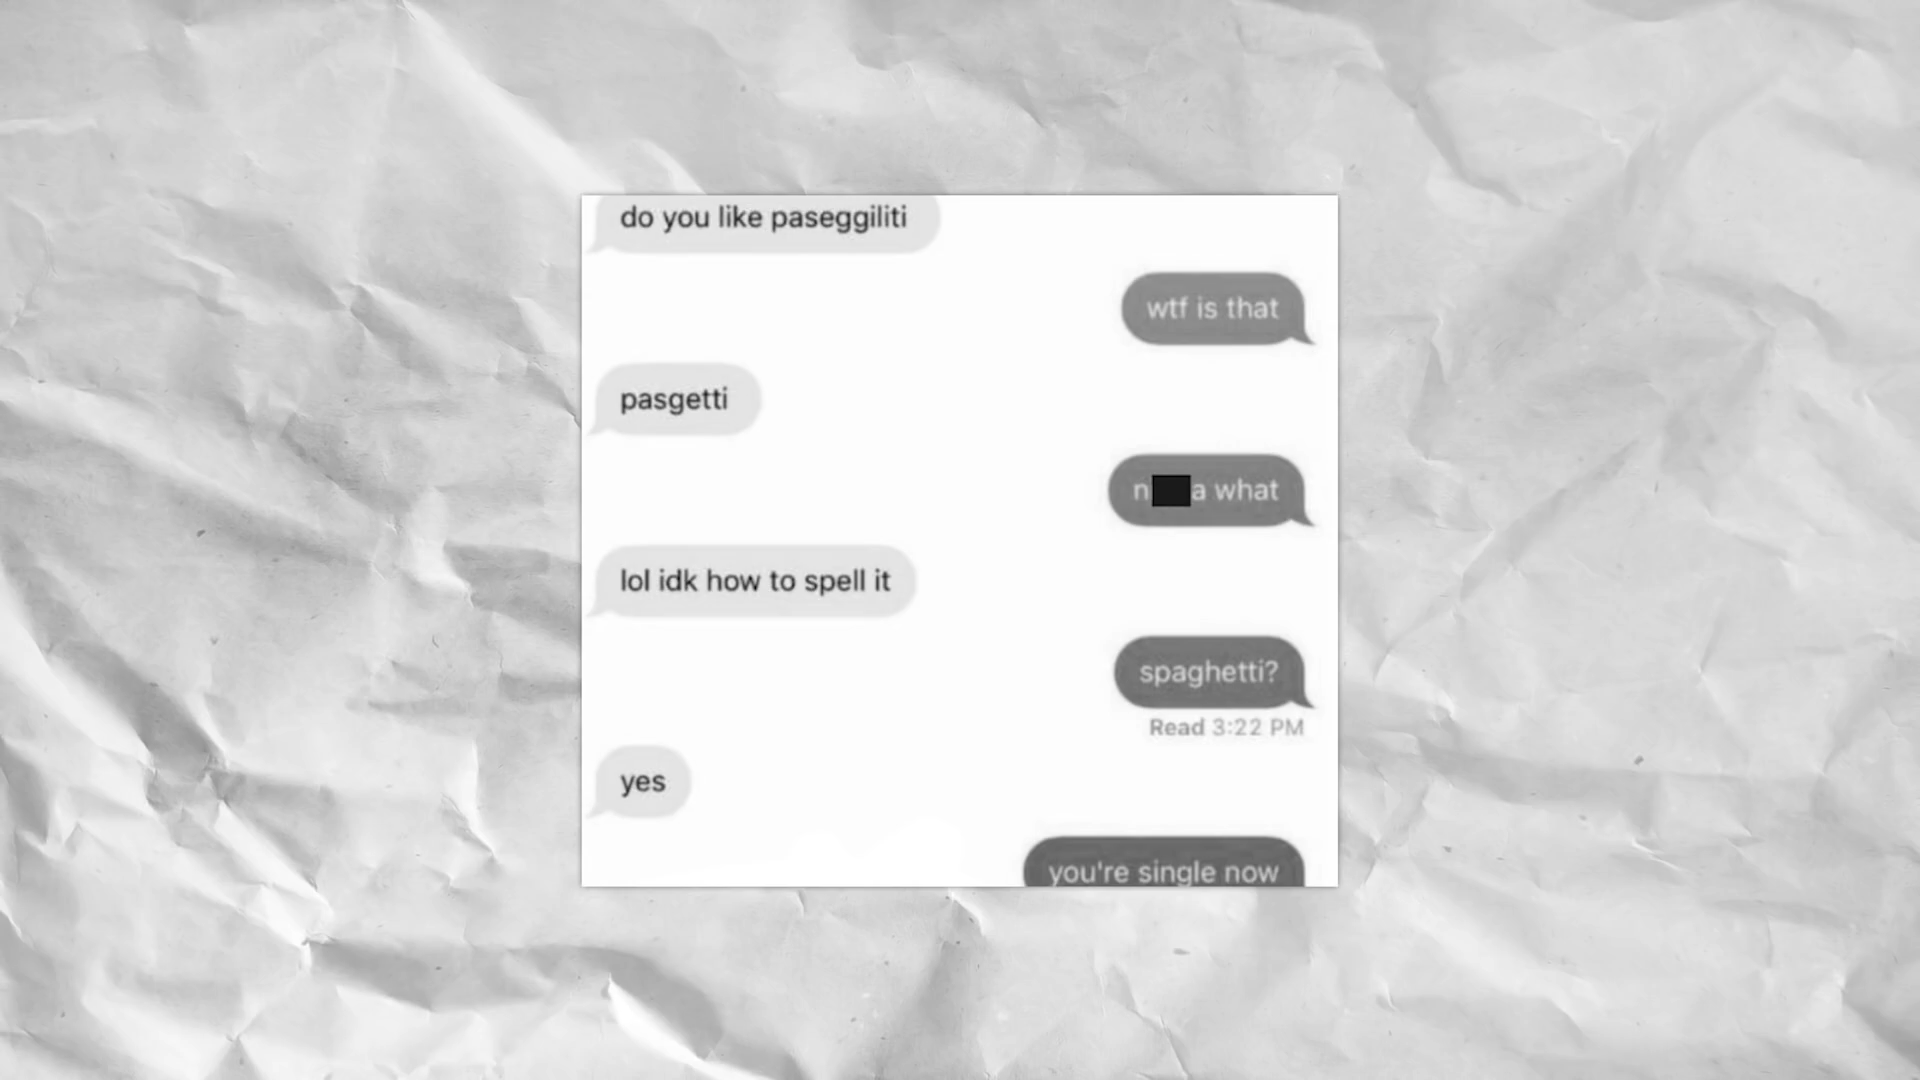 do you like paseggiliti
wtf is that
pasgetti
what
lol idk how to spell it
spaghetti?
Read 3:22 PM
yes
you're single now